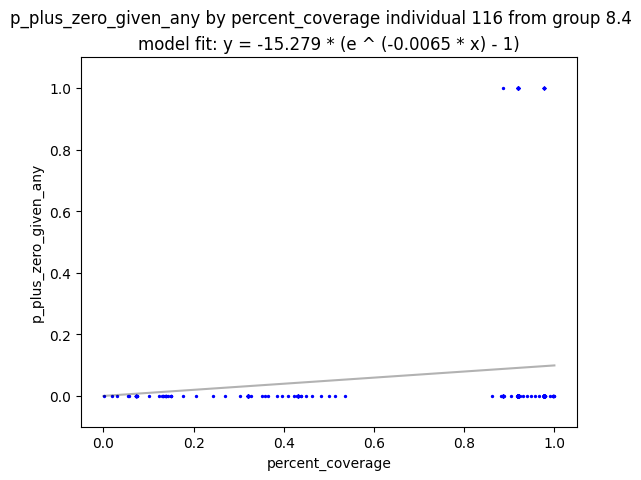 p_plus_zero_given_any by percent_coverage individual 116 from group 8.4
model fit: y = -15.279 * (e ^ (-0.0065 * x) - 1)
p_plus_zero_given_any
1.0
0.8
0.6
0.4
0.2
0.0
0.0 0.2 0.4 0.6 0.8 1.0
percent_coverage